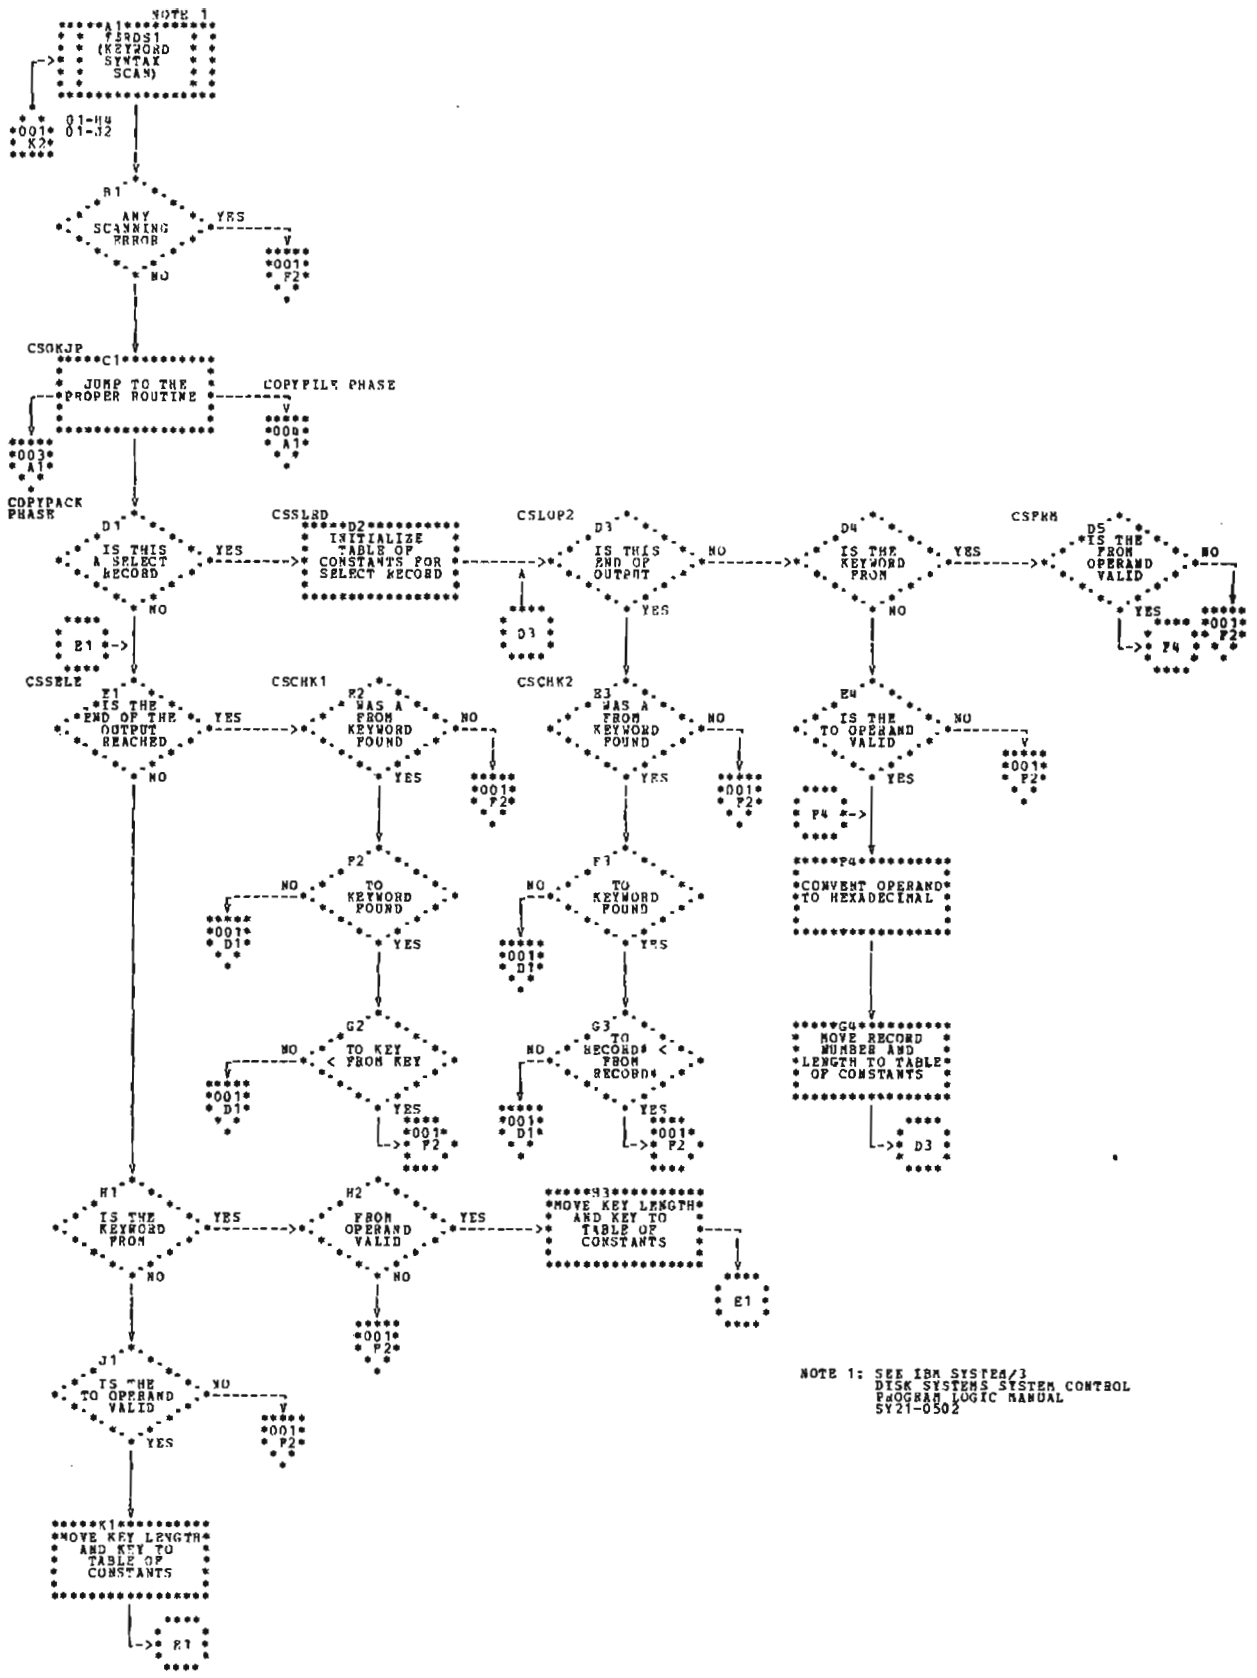 NOTE 1
A1
(KEYWORD
SYNTAX
SCAN)
001
K2
01-H4
01-J2
B1
ANY
SCANNING
ERROR
YES
NO
001
F2
CSOKJP
C1
JUMP TO THE
PROPER ROUTINE
COPYFILE PHASE
003
A1
004
A1
COPYPACK
PHASE
D1
IS THIS
A SELECT
RECORD
YES
NO
CSSLRD
D2
INITIALIZE
TABLE OF
CONSTANTS FOR
SELECT RECORD
D3
CSLOP2
D3
IS THIS
END OF
OUTPUT
NO
YES
D4
IS THE
KEYWORD
FROM
YES
NO
CSFRM
D5
IS THE
FROM
OPERAND
VALID
NO
YES
F4
001
F2
E1
CSSELE
E1
IS THE
END OF THE
OUTPUT
REACHED
YES
NO
CSCHK1
E2
WAS A
FROM
KEYWORD
FOUND
NO
YES
001
F2
CSCHK2
E3
WAS A
FROM
KEYWORD
FOUND
NO
YES
001
F2
E4
IS THE
TO OPERAND
VALID
NO
YES
001
F2
F4
F2
TO
KEYWORD
FOUND
NO
YES
001
D1
F3
TO
KEYWORD
FOUND
NO
YES
001
D1
F4
CONVENT OPERAND
TO HEXADECIMAL
G2
TO KEY
< FROM KEY
NO
YES
001
D1
001
F2
G3
TO
RECORD# <
FROM
RECORD#
NO
YES
001
D1
001
F2
G4
MOVE RECORD
NUMBER AND
LENGTH TO TABLE
OF CONSTANTS
D3
H1
IS THE
KEYWORD
FROM
YES
NO
H2
FROM
OPERAND
VALID
YES
NO
001
F2
H3
MOVE KEY LENGTH
AND KEY TO
TABLE OF
CONSTANTS
E1
J1
IS THE
TO OPERAND
VALID
NO
YES
001
F2
NOTE 1: SEE IBM SYSTEM/3
DISK SYSTEMS SYSTEM CONTROL
PROGRAM LOGIC MANUAL
SY21-0502
K1
MOVE KEY LENGTH
AND KEY TO
TABLE OF
CONSTANTS
E1